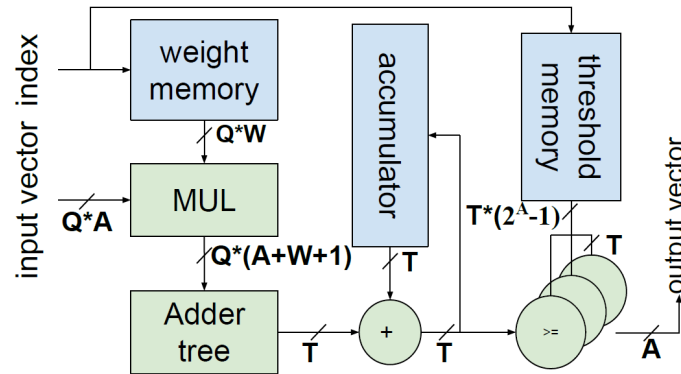 index
input vector
weight
memory
Q*W
Q*A
MUL
Q*(A+W+1)
Adder
tree
T
accumulator
T
+
T
threshold
memory
T*(2^A-1)
T
>=
A
output vector